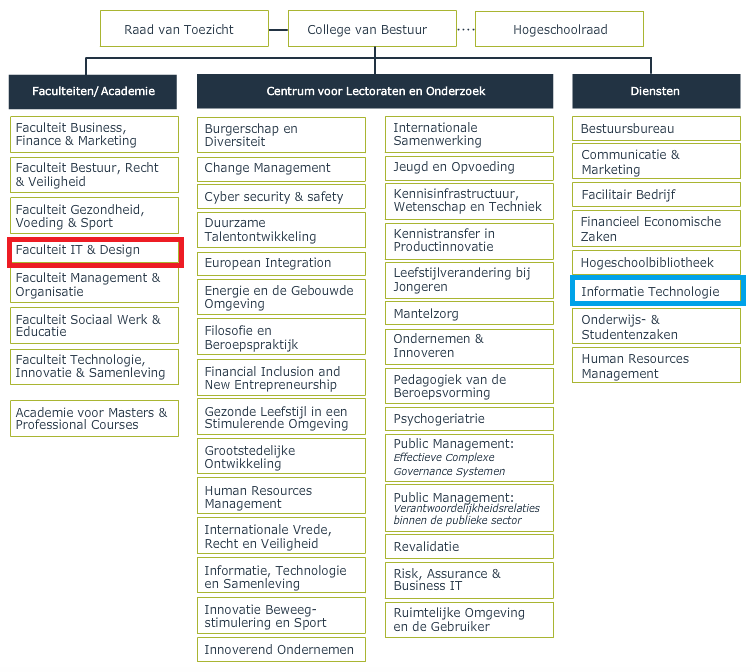 Raad van Toezicht
College van Bestuur
Hogeschoolraad
Faculteiten/ Academie
Faculteit Business,
Finance & Marketing
Faculteit Bestuur, Recht
& Veiligheid
Faculteit Gezondheid,
Voeding & Sport
Faculteit IT & Design
Faculteit Management &
Organisatie
Faculteit Sociaal Werk &
Educatie
Faculteit Technologie,
Innovatie & Samenleving
Academie voor Masters &
Professional Courses
Centrum voor Lectoraten en Onderzoek
Burgerschap en
Diversiteit
Change Management
Cyber security & safety
Duurzame
Talentontwikkeling
European Integration
Energie en de Gebouwde
Omgeving
Filosofie en
Beroepspraktijk
Financial Inclusion and
New Entrepreneurship
Gezonde Leefstijl in een
Stimulerende Omgeving
Grootstedelijke
Ontwikkeling
Human Resources
Management
Internationale Vrede,
Recht en Veiligheid
Informatie, Technologie
en Samenleving
Innovatie Beweeg-
stimulering en Sport
Innoverend Ondernemen
Internationale
Samenwerking
Jeugd en Opvoeding
Kennisinfrastructuur,
Wetenschap en Techniek
Kennistransfer in
Productinnovatie
Leefstijlverandering bij
Jongeren
Mantelzorg
Ondernemen &
Innoveren
Pedagogiek van de
Beroepsvorming
Psychogeriatrie
Public Management:
Effectieve Complexe
Governance Systemen
Public Management:
Verantwoordelijkheidsrelaties
binnen de publieke sector
Revalidatie
Risk, Assurance &
Business IT
Ruimtelijke Omgeving
en de Gebruiker
Diensten
Bestuursbureau
Communicatie &
Marketing
Facilitair Bedrijf
Financieel Economische
Zaken
Hogeschoolbibliotheek
Informatie Technologie
Onderwijs- &
Studentenzaken
Human Resources
Management